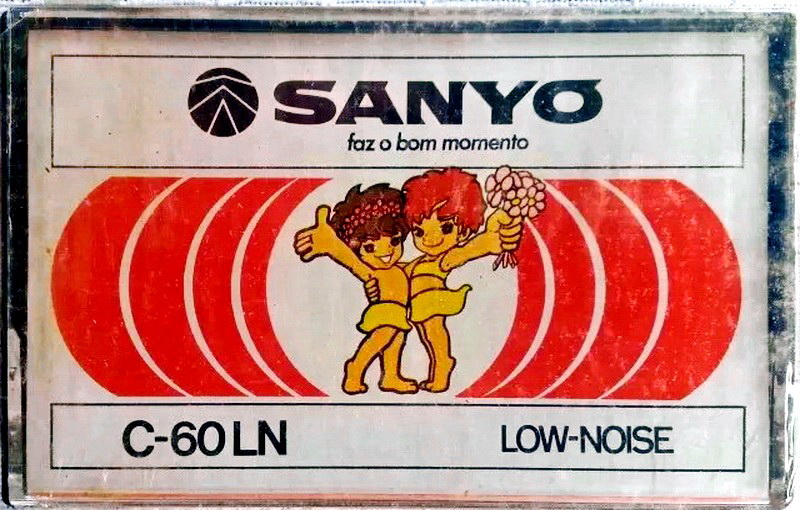 SANYO
faz o bom momento
C-60 LN
LOW-NOISE